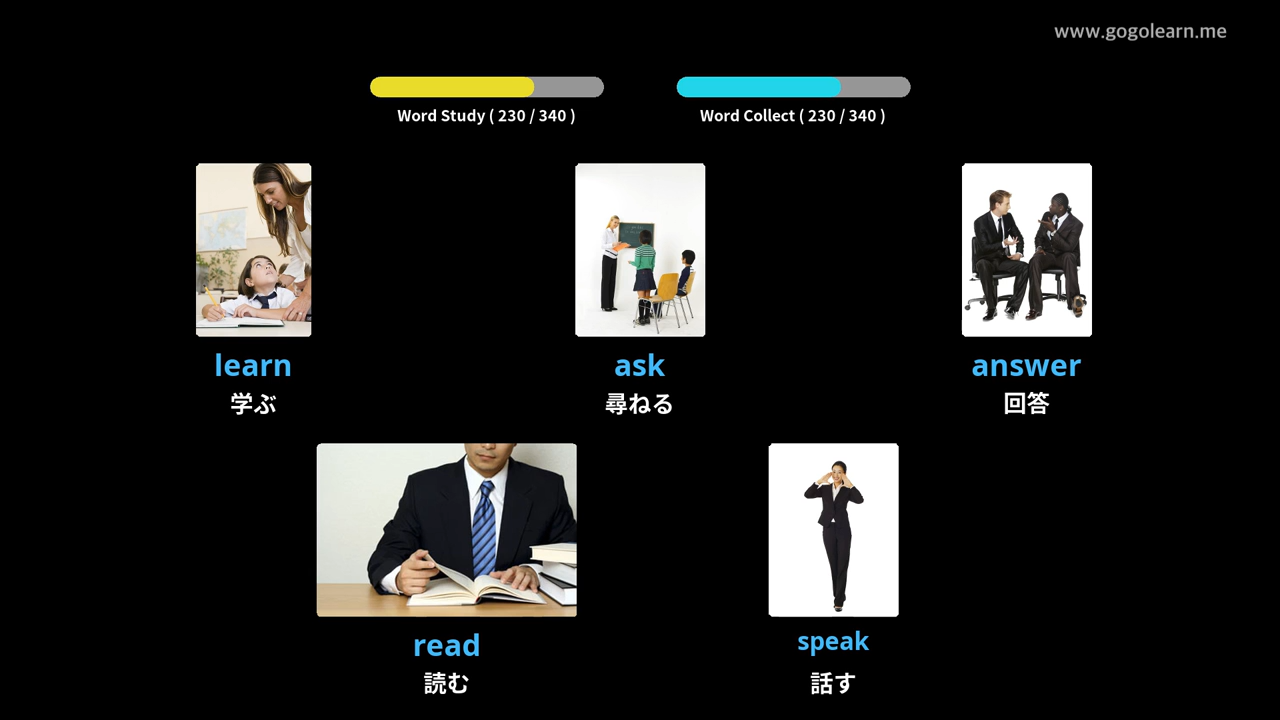 www.gogolearn.me
Word Study ( 230 / 340 )
Word Collect ( 230 / 340 )
learn
学ぶ
ask
尋ねる
answer
回答
read
読む
speak
話す